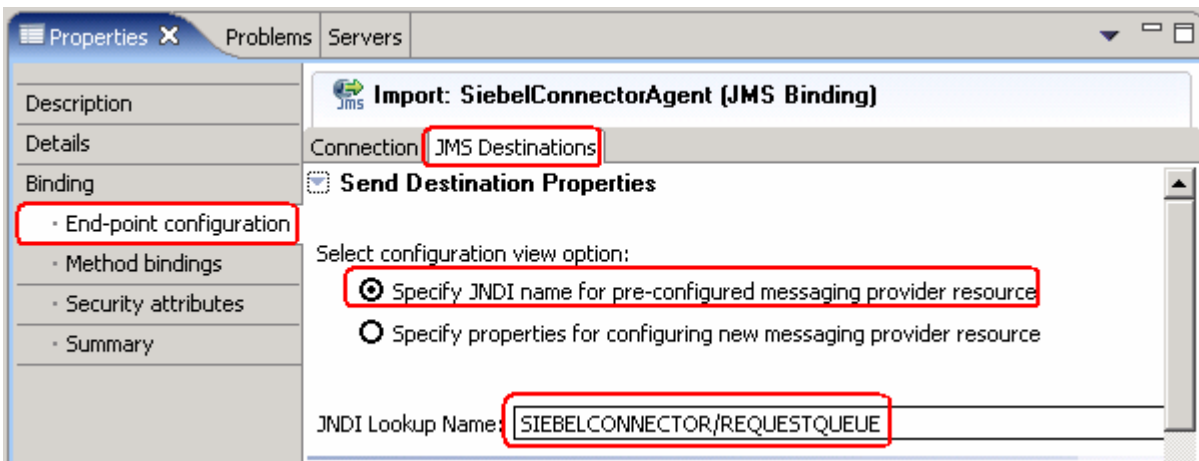 Properties Problems Servers
Import: SiebelConnectorAgent (JMS Binding)
Jms
Description
Details
Binding
· End-point configuration
· Method bindings
· Security attributes
· Summary
Connection JMS Destinations
Send Destination Properties
Select configuration view option:
Specify JNDI name for pre-configured messaging provider resource
Specify properties for configuring new messaging provider resource
JNDI Lookup Name: SIEBELCONNECTOR/REQUESTQUEUE